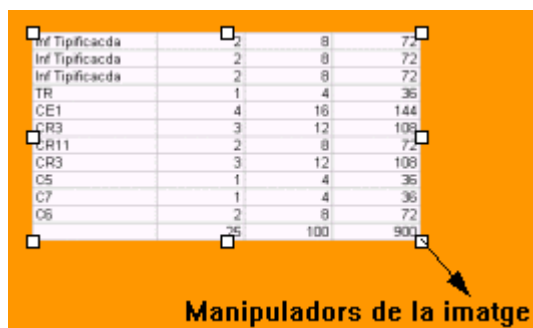 Inf Tipificacda 2 8 72
Inf Tipificacda 2 8 72
Inf Tipificacda 2 8 72
TR 1 4 36
CE1 4 16 144
CR3 3 12 108
CR11 2 8 72
CR3 3 12 108
C5 1 4 36
C7 1 4 36
C6 2 8 72
25 100 900
Manipuladors de la imatge